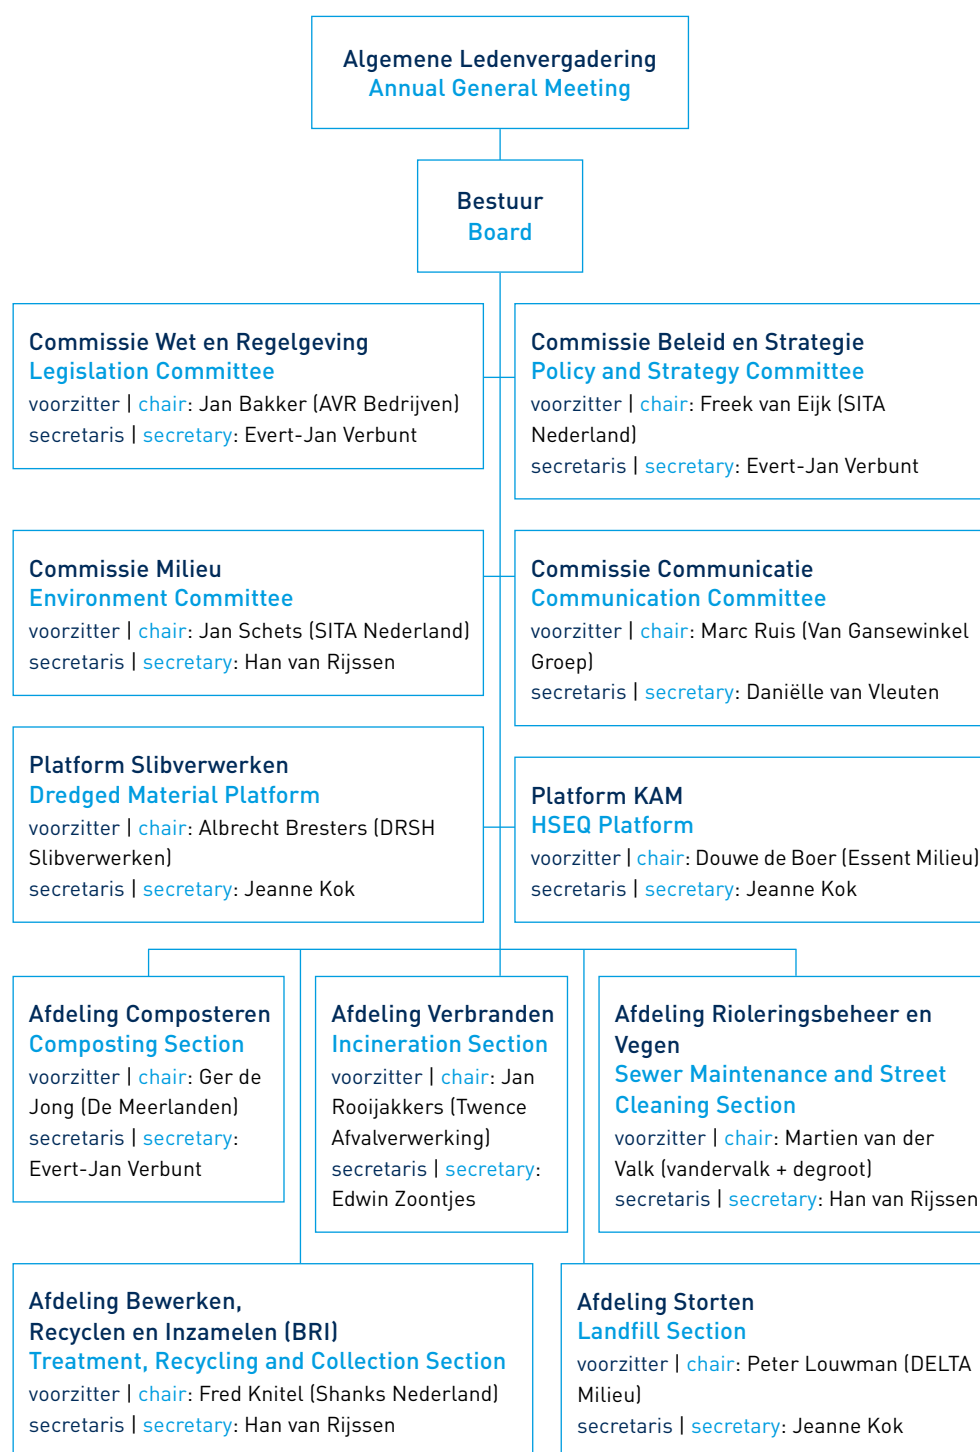 Algemene Ledenvergadering
Annual General Meeting
Bestuur
Board
Commissie Wet en Regelgeving
Legislation Committee
voorzitter | chair: Jan Bakker (AVR Bedrijven)
secretaris | secretary: Evert-Jan Verbunt
Commissie Beleid en Strategie
Policy and Strategy Committee
voorzitter | chair: Freek van Eijk (SITA
Nederland)
secretaris | secretary: Evert-Jan Verbunt
Commissie Milieu
Environment Committee
voorzitter | chair: Jan Schets (SITA Nederland)
secretaris | secretary: Han van Rijssen
Commissie Communicatie
Communication Committee
voorzitter | chair: Marc Ruis (Van Gansewinkel
Groep)
secretaris | secretary: Daniëlle van Vleuten
Platform Slibverwerken
Dredged Material Platform
voorzitter | chair: Albrecht Bresters (DRSH
Slibverwerken)
secretaris | secretary: Jeanne Kok
Platform KAM
HSEQ Platform
voorzitter | chair: Douwe de Boer (Essent Milieu)
secretaris | secretary: Jeanne Kok
Afdeling Composteren
Composting Section
voorzitter | chair: Ger de
Jong (De Meerlanden)
secretaris | secretary:
Evert-Jan Verbunt
Afdeling Verbranden
Incineration Section
voorzitter | chair: Jan
Rooijakkers (Twence
Afvalverwerking)
secretaris | secretary:
Edwin Zoontjes
Afdeling Rioleringsbeheer en
Vegen
Sewer Maintenance and Street
Cleaning Section
voorzitter | chair: Martien van der
Valk (vandervalk + degroot)
secretaris | secretary: Han van Rijssen
Afdeling Bewerken,
Recyclen en Inzamelen (BRI)
Treatment, Recycling and Collection Section
voorzitter | chair: Fred Knitel (Shanks Nederland)
secretaris | secretary: Han van Rijssen
Afdeling Storten
Landfill Section
voorzitter | chair: Peter Louwman (DELTA
Milieu)
secretaris | secretary: Jeanne Kok